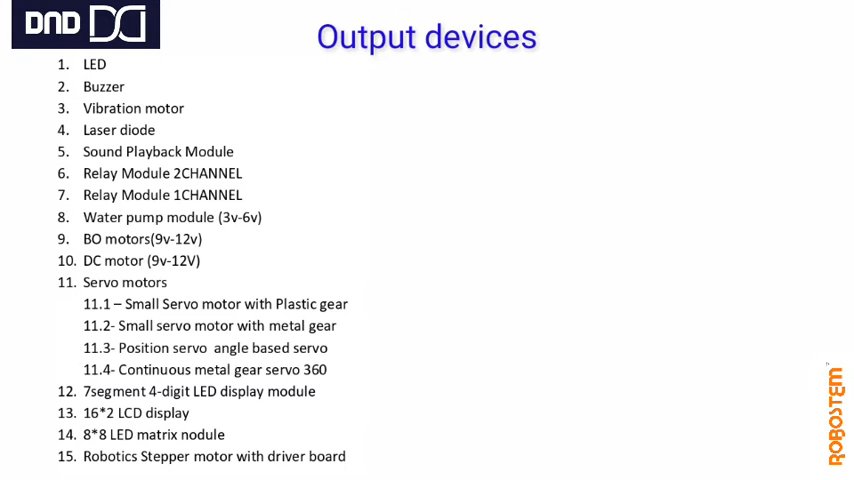 DND
Output devices
1. LED
2. Buzzer
3. Vibration motor
4. Laser diode
5. Sound Playback Module
6. Relay Module 2CHANNEL
7. Relay Module 1CHANNEL
8. Water pump module (3v-6v)
9. BO motors(9v-12v)
10. DC motor (9v-12V)
11. Servo motors
11.1 – Small Servo motor with Plastic gear
11.2- Small servo motor with metal gear
11.3- Position servo angle based servo
11.4- Continuous metal gear servo 360
12. 7segment 4-digit LED display module
13. 16*2 LCD display
14. 8*8 LED matrix nodule
15. Robotics Stepper motor with driver board
ROBOSTEM